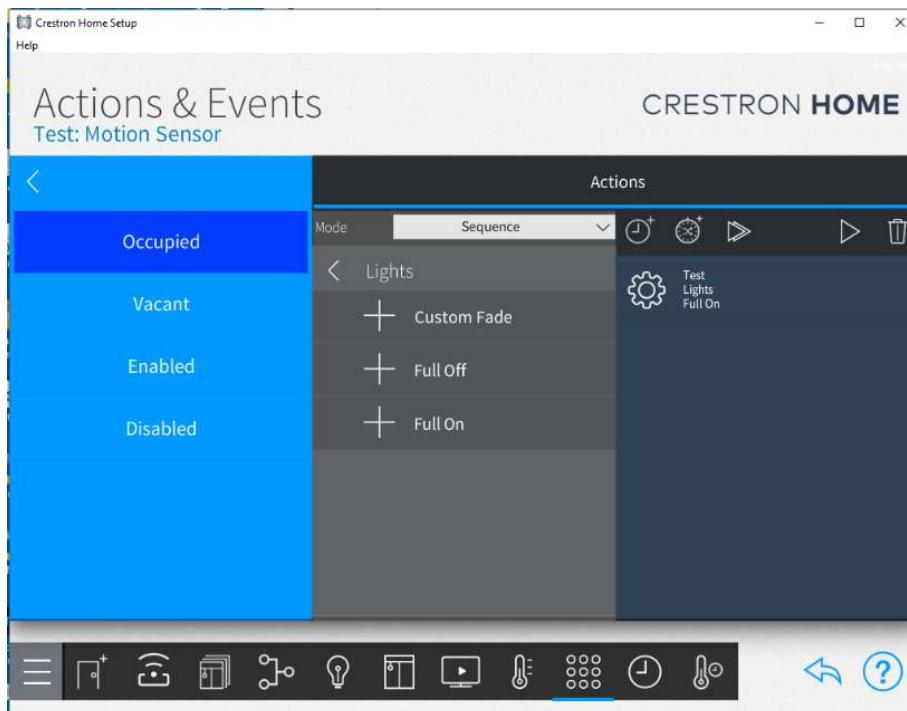 Crestron Home Setup
Help
Actions & Events
CRESTRON HOME
Test: Motion Sensor
Actions
Occupied
Vacant
Enabled
Disabled
Mode
Sequence
Lights
Custom Fade
Full Off
Full On
Test
Lights
Full On
?